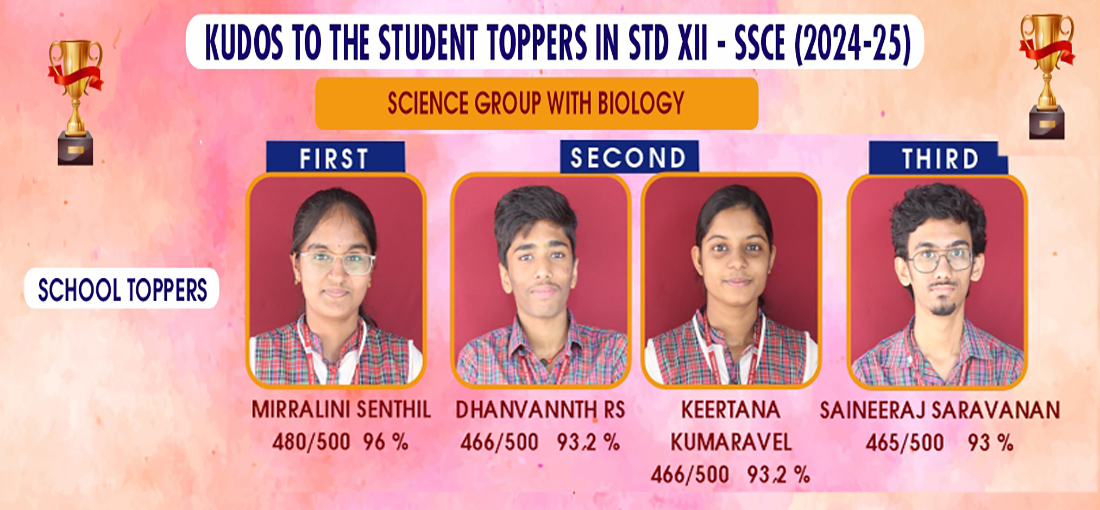 KUDOS TO THE STUDENT TOPPERS IN STD XII - SSCE (2024-25)
SCIENCE GROUP WITH BIOLOGY
FIRST
SECOND
THIRD
SCHOOL TOPPERS
MIRRALINI SENTHIL
480/500 96 %
DHANVANNTH RS
466/500 93.2 %
KEERTANA
KUMARAVEL
466/500 93.2 %
SAINEERAJ SARAVANAN
465/500 93 %